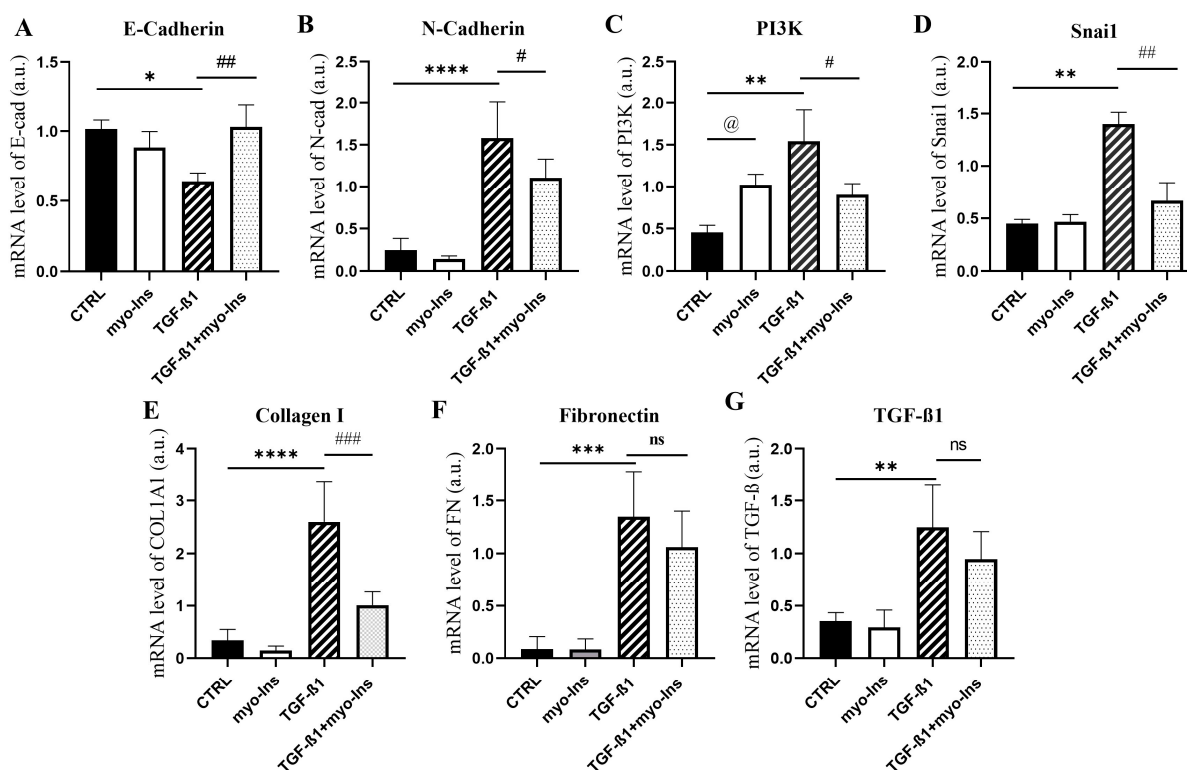 A
E-Cadherin
mRNA level of E-cad (a.u.)
1.5
1.0
0.5
0.0
*
##
CTRL
myo-Ins
TGF-ß1
TGF-ß1+myo-Ins
B
N-Cadherin
mRNA level of N-cad (a.u.)
2.5
2.0
1.5
1.0
0.5
0.0
****
#
CTRL
myo-Ins
TGF-ß1
TGF-ß1+myo-Ins
C
PI3K
mRNA level of PI3K (a.u.)
2.5
2.0
1.5
1.0
0.5
0.0
@
**
#
CTRL
myo-Ins
TGF-ß1
TGF-ß1+myo-Ins
D
Snai1
mRNA level of Snai1 (a.u.)
2.0
1.5
1.0
0.5
0.0
**
##
CTRL
myo-Ins
TGF-ß1
TGF-ß1+myo-Ins
E
Collagen I
mRNA level of COL1A1 (a.u.)
4
3
2
1
0
****
###
CTRL
myo-Ins
TGF-ß1
TGF-ß1+myo-Ins
F
Fibronectin
mRNA level of FN (a.u.)
2.0
1.5
1.0
0.5
0.0
***
ns
CTRL
myo-Ins
TGF-ß1
TGF-ß1+myo-Ins
G
TGF-ß1
mRNA level of TGF-ß (a.u.)
2.0
1.5
1.0
0.5
0.0
**
ns
CTRL
myo-Ins
TGF-ß1
TGF-ß1+myo-Ins